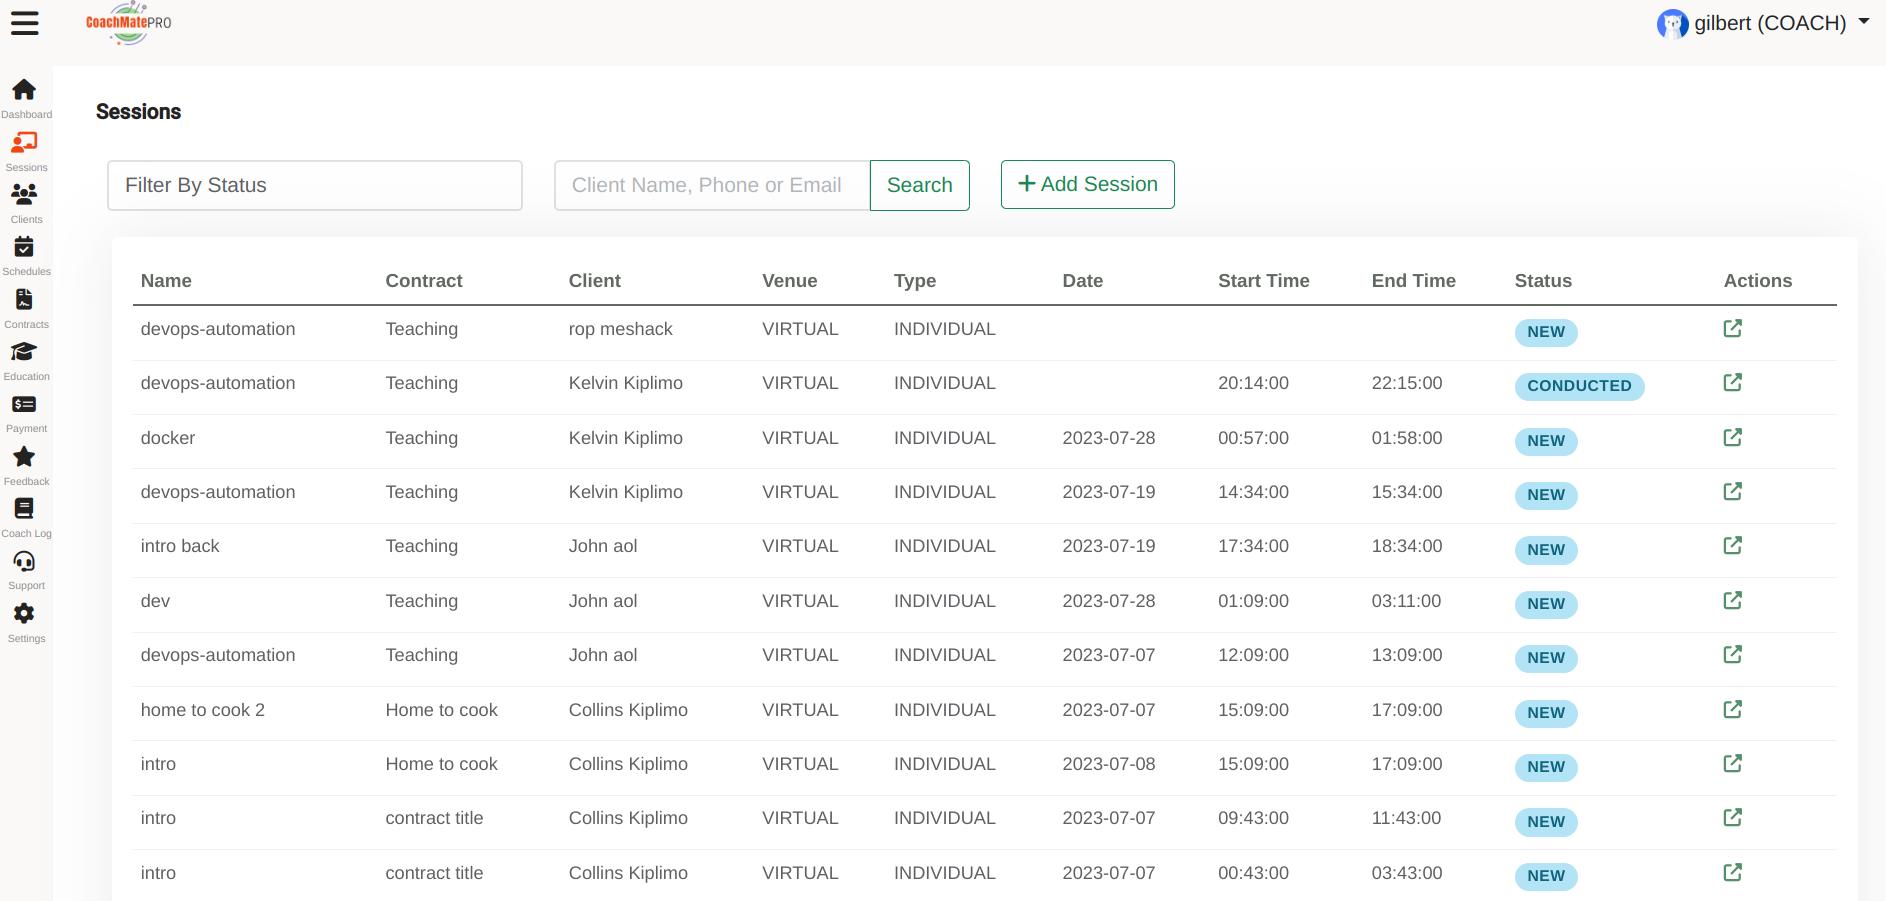 CoachMatePRO
gilbert (COACH)
Dashboard
Sessions
Clients
Schedules
Contracts
Education
Payment
Feedback
Coach Log
Support
Settings
Sessions
Filter By Status
Client Name, Phone or Email
Search
Add Session
Name Contract Client Venue Type Date Start Time End Time Status Actions
devops-automation Teaching rop meshack VIRTUAL INDIVIDUAL NEW
devops-automation Teaching Kelvin Kiplimo VIRTUAL INDIVIDUAL 20:14:00 22:15:00 CONDUCTED
docker Teaching Kelvin Kiplimo VIRTUAL INDIVIDUAL 2023-07-28 00:57:00 01:58:00 NEW
devops-automation Teaching Kelvin Kiplimo VIRTUAL INDIVIDUAL 2023-07-19 14:34:00 15:34:00 NEW
intro back Teaching John aol VIRTUAL INDIVIDUAL 2023-07-19 17:34:00 18:34:00 NEW
dev Teaching John aol VIRTUAL INDIVIDUAL 2023-07-28 01:09:00 03:11:00 NEW
devops-automation Teaching John aol VIRTUAL INDIVIDUAL 2023-07-07 12:09:00 13:09:00 NEW
home to cook 2 Home to cook Collins Kiplimo VIRTUAL INDIVIDUAL 2023-07-07 15:09:00 17:09:00 NEW
intro Home to cook Collins Kiplimo VIRTUAL INDIVIDUAL 2023-07-08 15:09:00 17:09:00 NEW
intro contract title Collins Kiplimo VIRTUAL INDIVIDUAL 2023-07-07 09:43:00 11:43:00 NEW
intro contract title Collins Kiplimo VIRTUAL INDIVIDUAL 2023-07-07 00:43:00 03:43:00 NEW